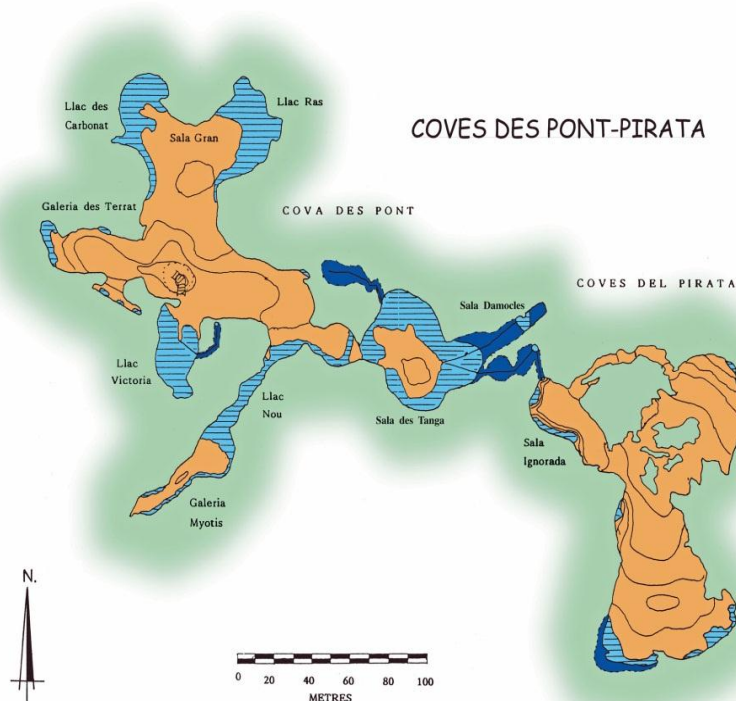 COVES DES PONT-PIRATA
Llac des
Carbonat
Llac Ras
Sala Gran
Galeria des Terrat
COVA DES PONT
COVES DEL PIRATA
Sala Damocles
Llac
Victoria
Llac
Nou
Sala des Tanga
Sala
Ignorada
Galeria
Myotis
N.
0 20 40 60 80 100
METRES